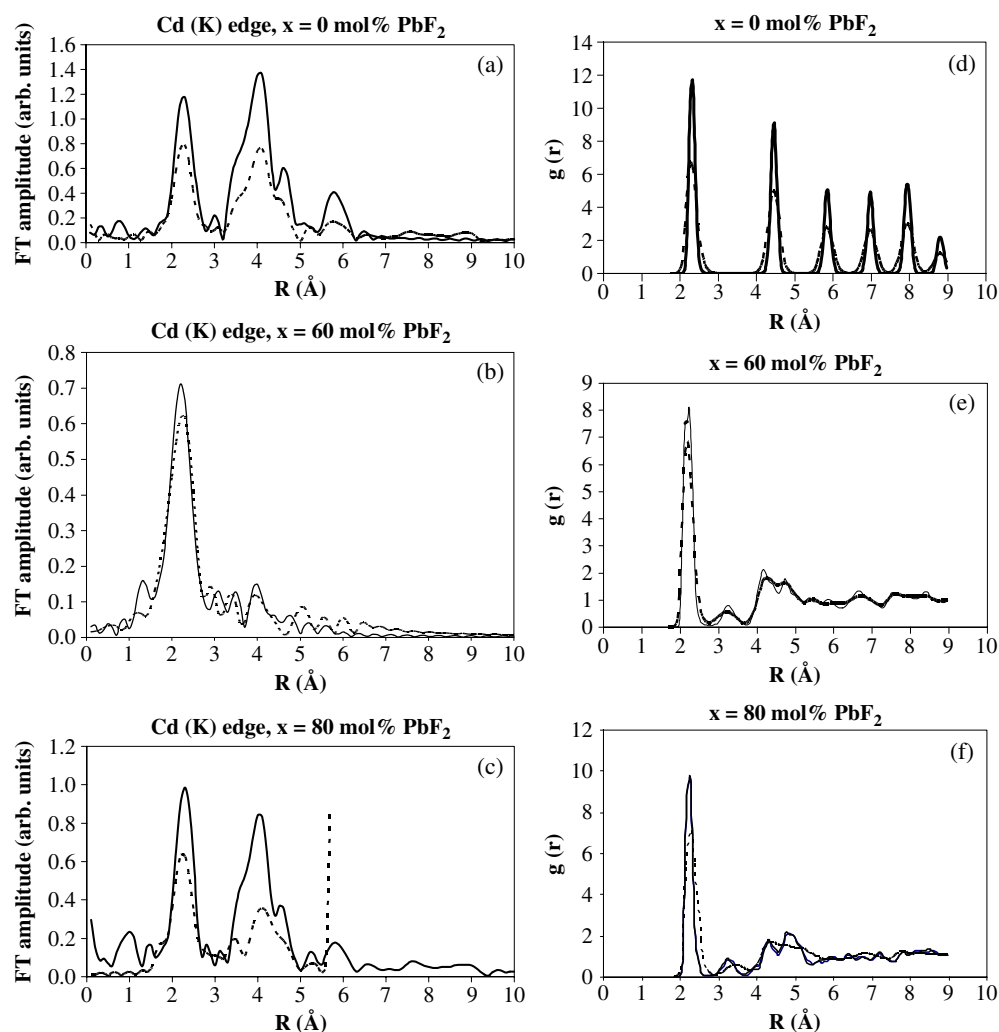 Cd (K) edge, x = 0 mol% PbF2
FT amplitude (arb. units)
1.6
1.4
1.2
1.0
0.8
0.6
0.4
0.2
0.0
(a)
0 1 2 3 4 5 6 7 8 9 10
R (Å)
x = 0 mol% PbF2
g (r)
14
12
10
8
6
4
2
0
(d)
0 1 2 3 4 5 6 7 8 9 10
R (Å)
Cd (K) edge, x = 60 mol% PbF2
FT amplitude (arb. units)
0.8
0.7
0.6
0.5
0.4
0.3
0.2
0.1
0.0
(b)
0 1 2 3 4 5 6 7 8 9 10
R (Å)
x = 60 mol% PbF2
g (r)
9
8
7
6
5
4
3
2
1
0
(e)
0 1 2 3 4 5 6 7 8 9 10
R (Å)
Cd (K) edge, x = 80 mol% PbF2
FT amplitude (arb. units)
1.2
1.0
0.8
0.6
0.4
0.2
0.0
(c)
0 1 2 3 4 5 6 7 8 9 10
R (Å)
x = 80 mol% PbF2
g (r)
12
10
8
6
4
2
0
(f)
0 1 2 3 4 5 6 7 8 9 10
R (Å)